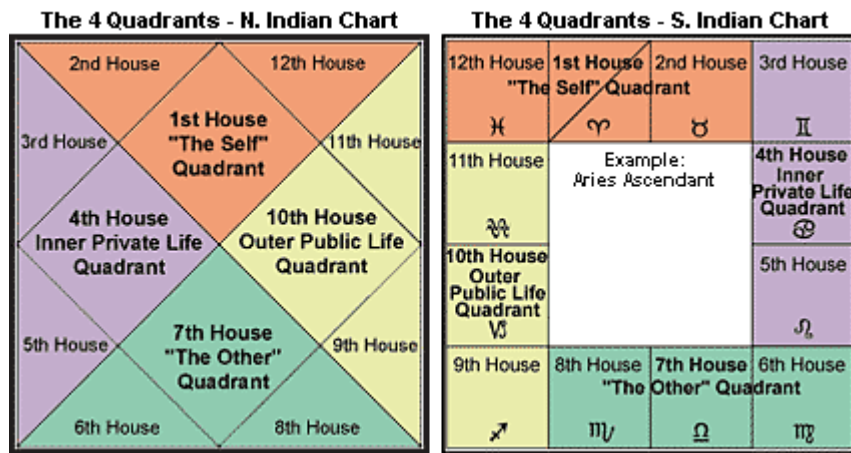 The 4 Quadrants - N. Indian Chart
2nd House
12th House
1st House
"The Self"
Quadrant
3rd House
11th House
4th House
Inner Private Life
Quadrant
10th House
Outer Public Life
Quadrant
7th House
"The Other"
Quadrant
5th House
9th House
6th House
8th House
The 4 Quadrants - S. Indian Chart
12th House
1st House
2nd House
3rd House
"The Self" Quadrant
♓
♈
♉
♊
11th House
Example:
Aries Ascendant
4th House
Inner
Private Life
Quadrant
♒
♋
10th House
Outer
Public Life
Quadrant
5th House
♑
♌
9th House
8th House
7th House
6th House
"The Other" Quadrant
♐
♏
♎
♍